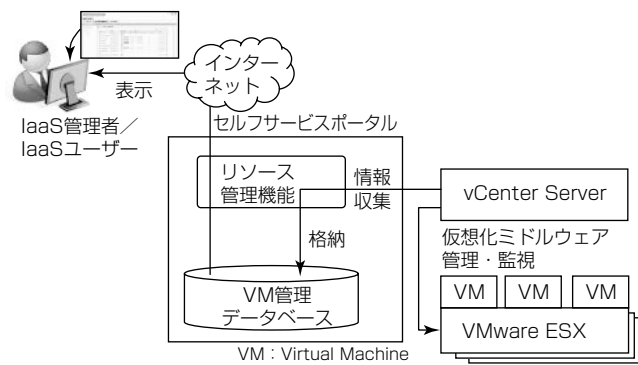 インター
ネット
表示
IaaS管理者／
IaaSユーザー
セルフサービスポータル
リソース
管理機能
情報
収集
vCenter Server
格納
仮想化ミドルウェア
管理・監視
VM管理
データベース
VM
VM
VM
VMware ESX
VM：Virtual Machine